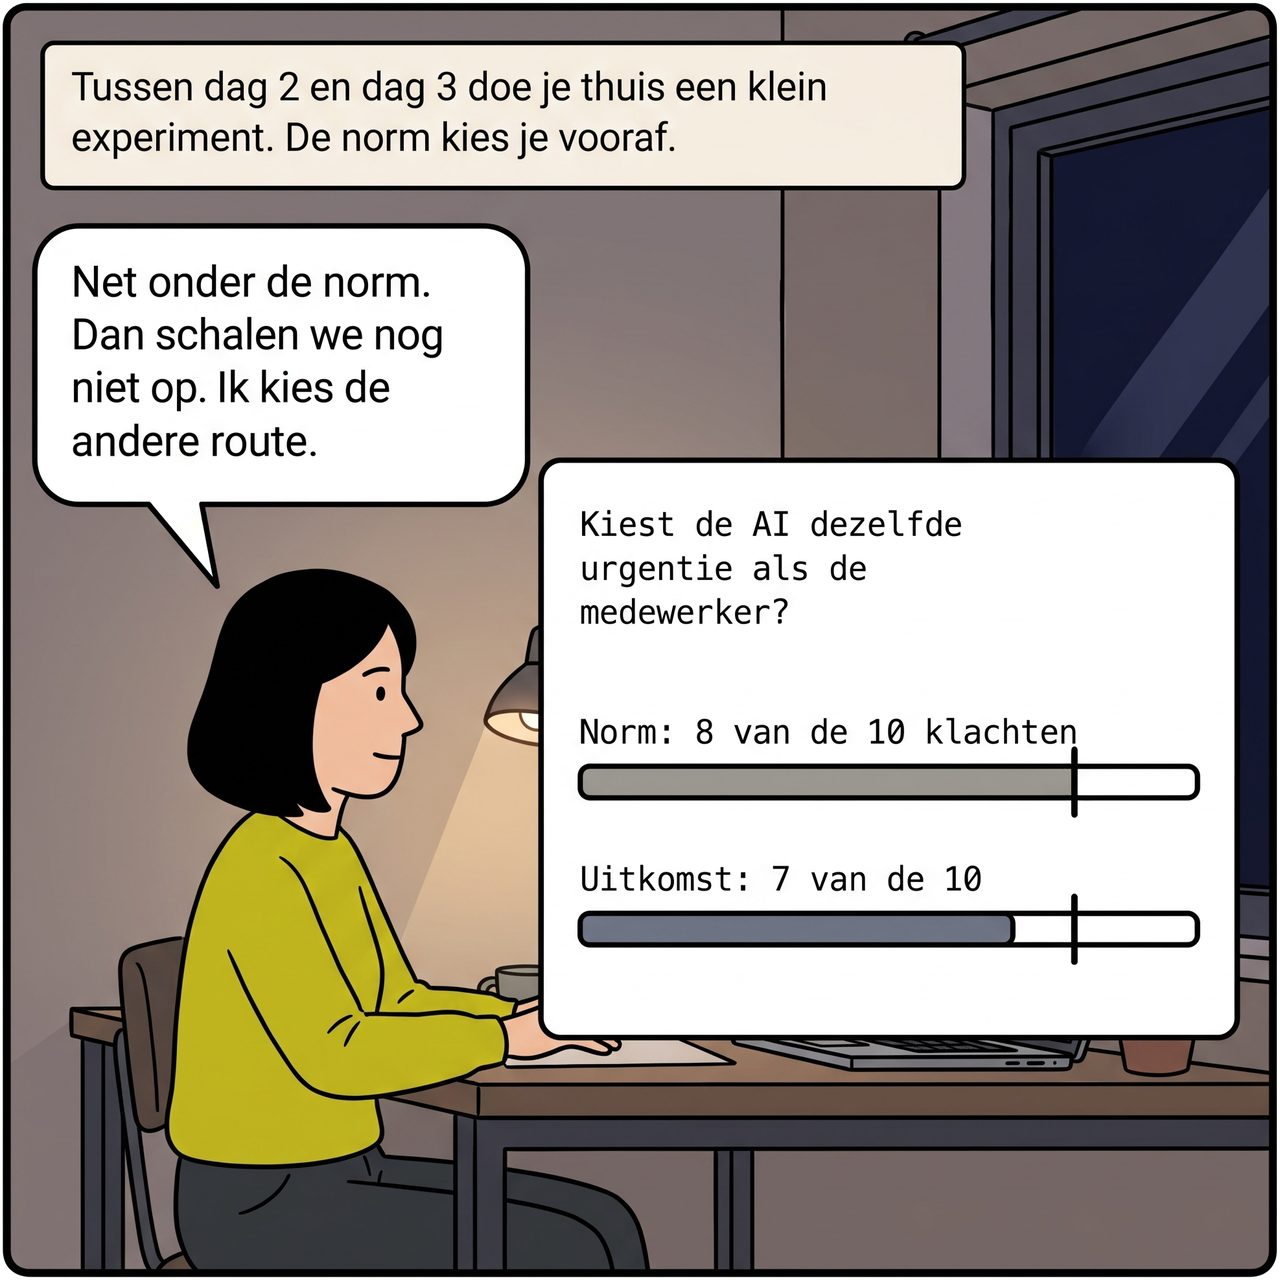 Tussen dag 2 en dag 3 doe je thuis een klein
experiment. De norm kies je vooraf.
Net onder de norm.
Dan schalen we nog
niet op. Ik kies de
andere route.
Kiest de AI dezelfde
urgentie als de
medewerker?
Norm: 8 van de 10 klachten
Uitkomst: 7 van de 10